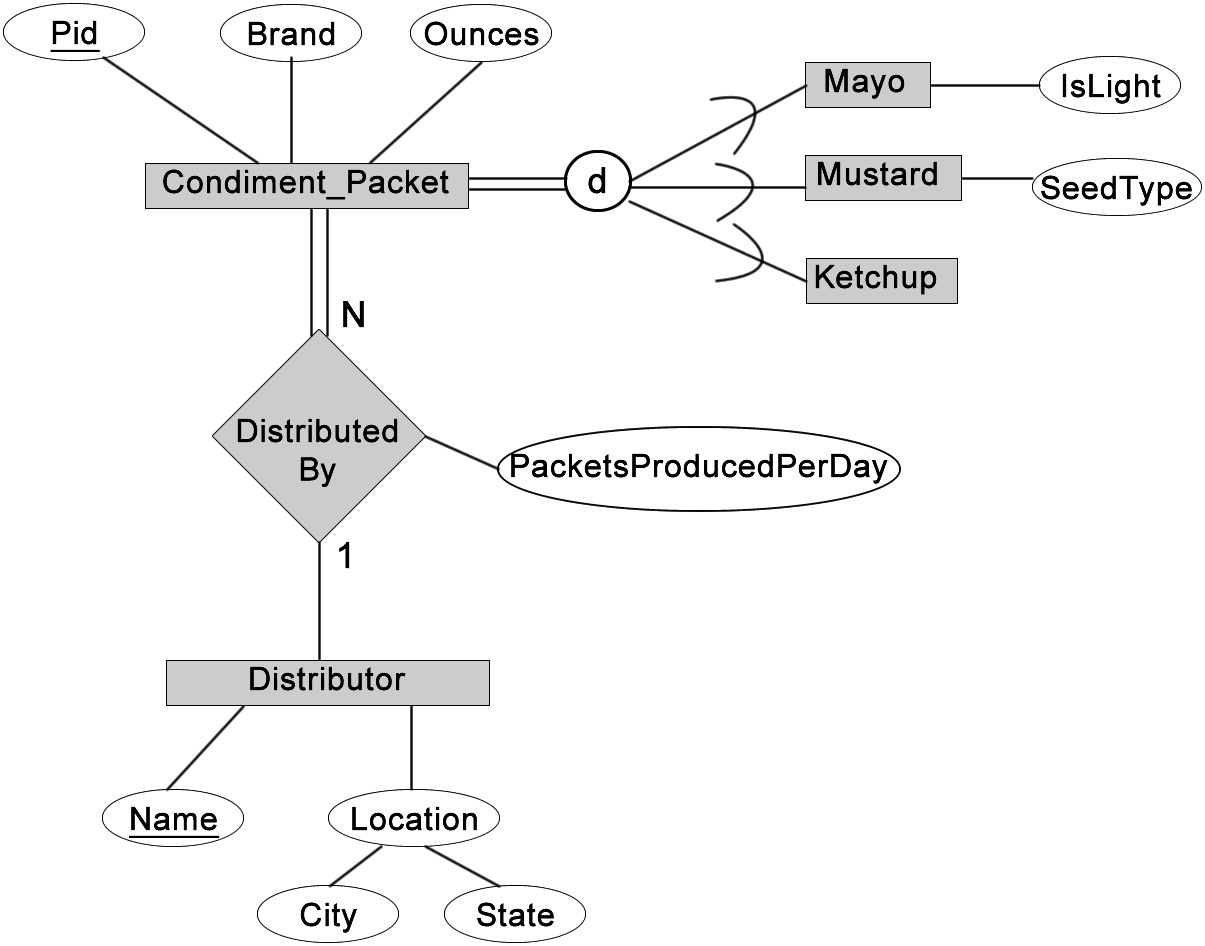 Pid
Brand
Ounces
Mayo
IsLight
Condiment_Packet
d
Mustard
SeedType
Ketchup
N
Distributed
By
PacketsProducedPerDay
1
Distributor
Name
Location
City
State